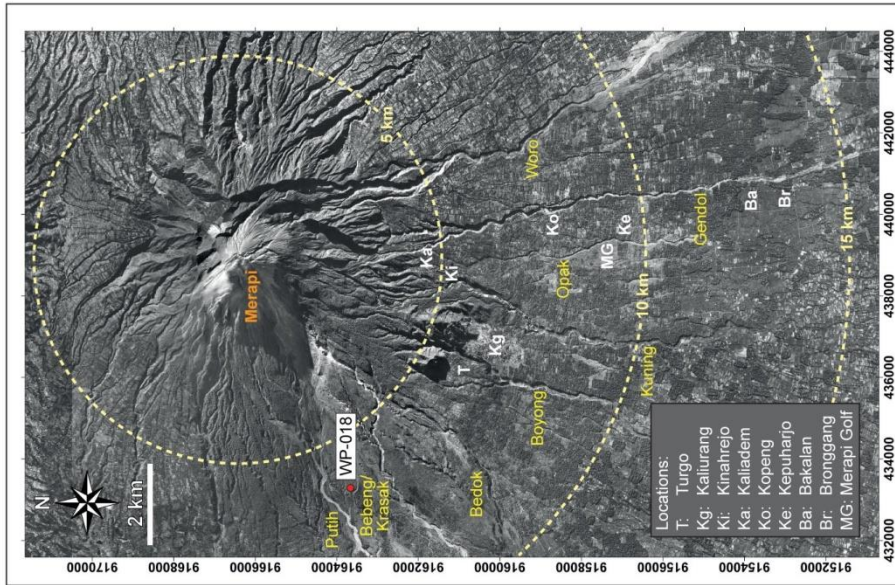 N
2 km
Merapi
5 km
WP-018
Putih
Bebeng/
Krasak
Bedok
Boyong
Kuning
Opak
Gendol
Woro
T
Kg
Ki
Ka
Ko
Ke
MG
Ba
Br
10 km
15 km
Locations:
T: Turgo
Kg: Kaliurang
Ki: Kinahrejo
Ka: Kaliadem
Ko: Kopeng
Ke: Kepuharjo
Ba: Bakalan
Br: Bronggang
MG: Merapi Golf
9170000
9168000
9166000
9164000
9162000
9160000
9158000
9156000
9154000
9152000
432000
434000
436000
438000
440000
442000
444000